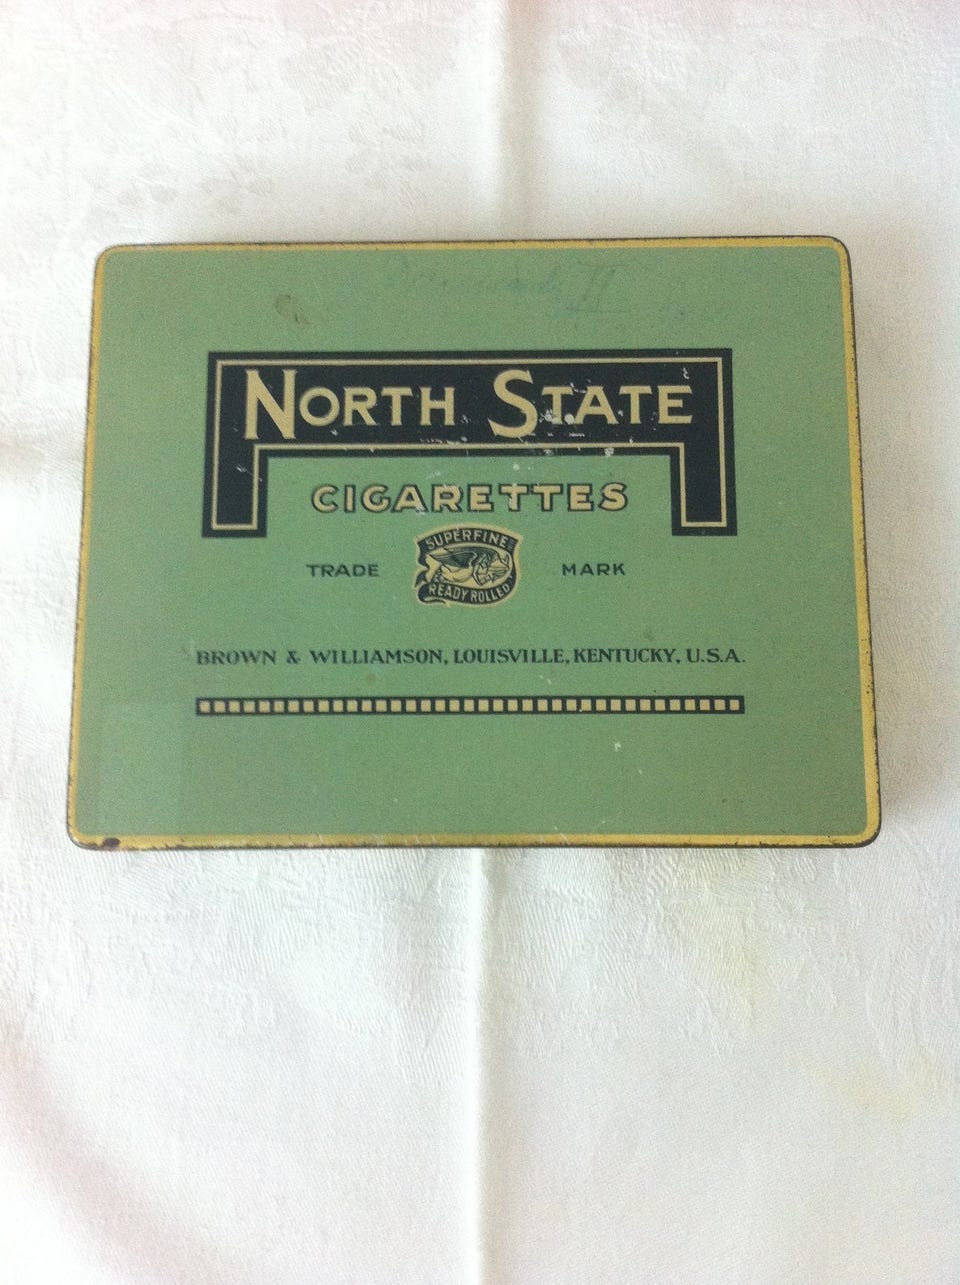 NORTH STATE
CIGARETTES
SUPERFINE
TRADE MARK
READY ROLLED
BROWN & WILLIAMSON, LOUISVILLE, KENTUCKY, U.S.A.